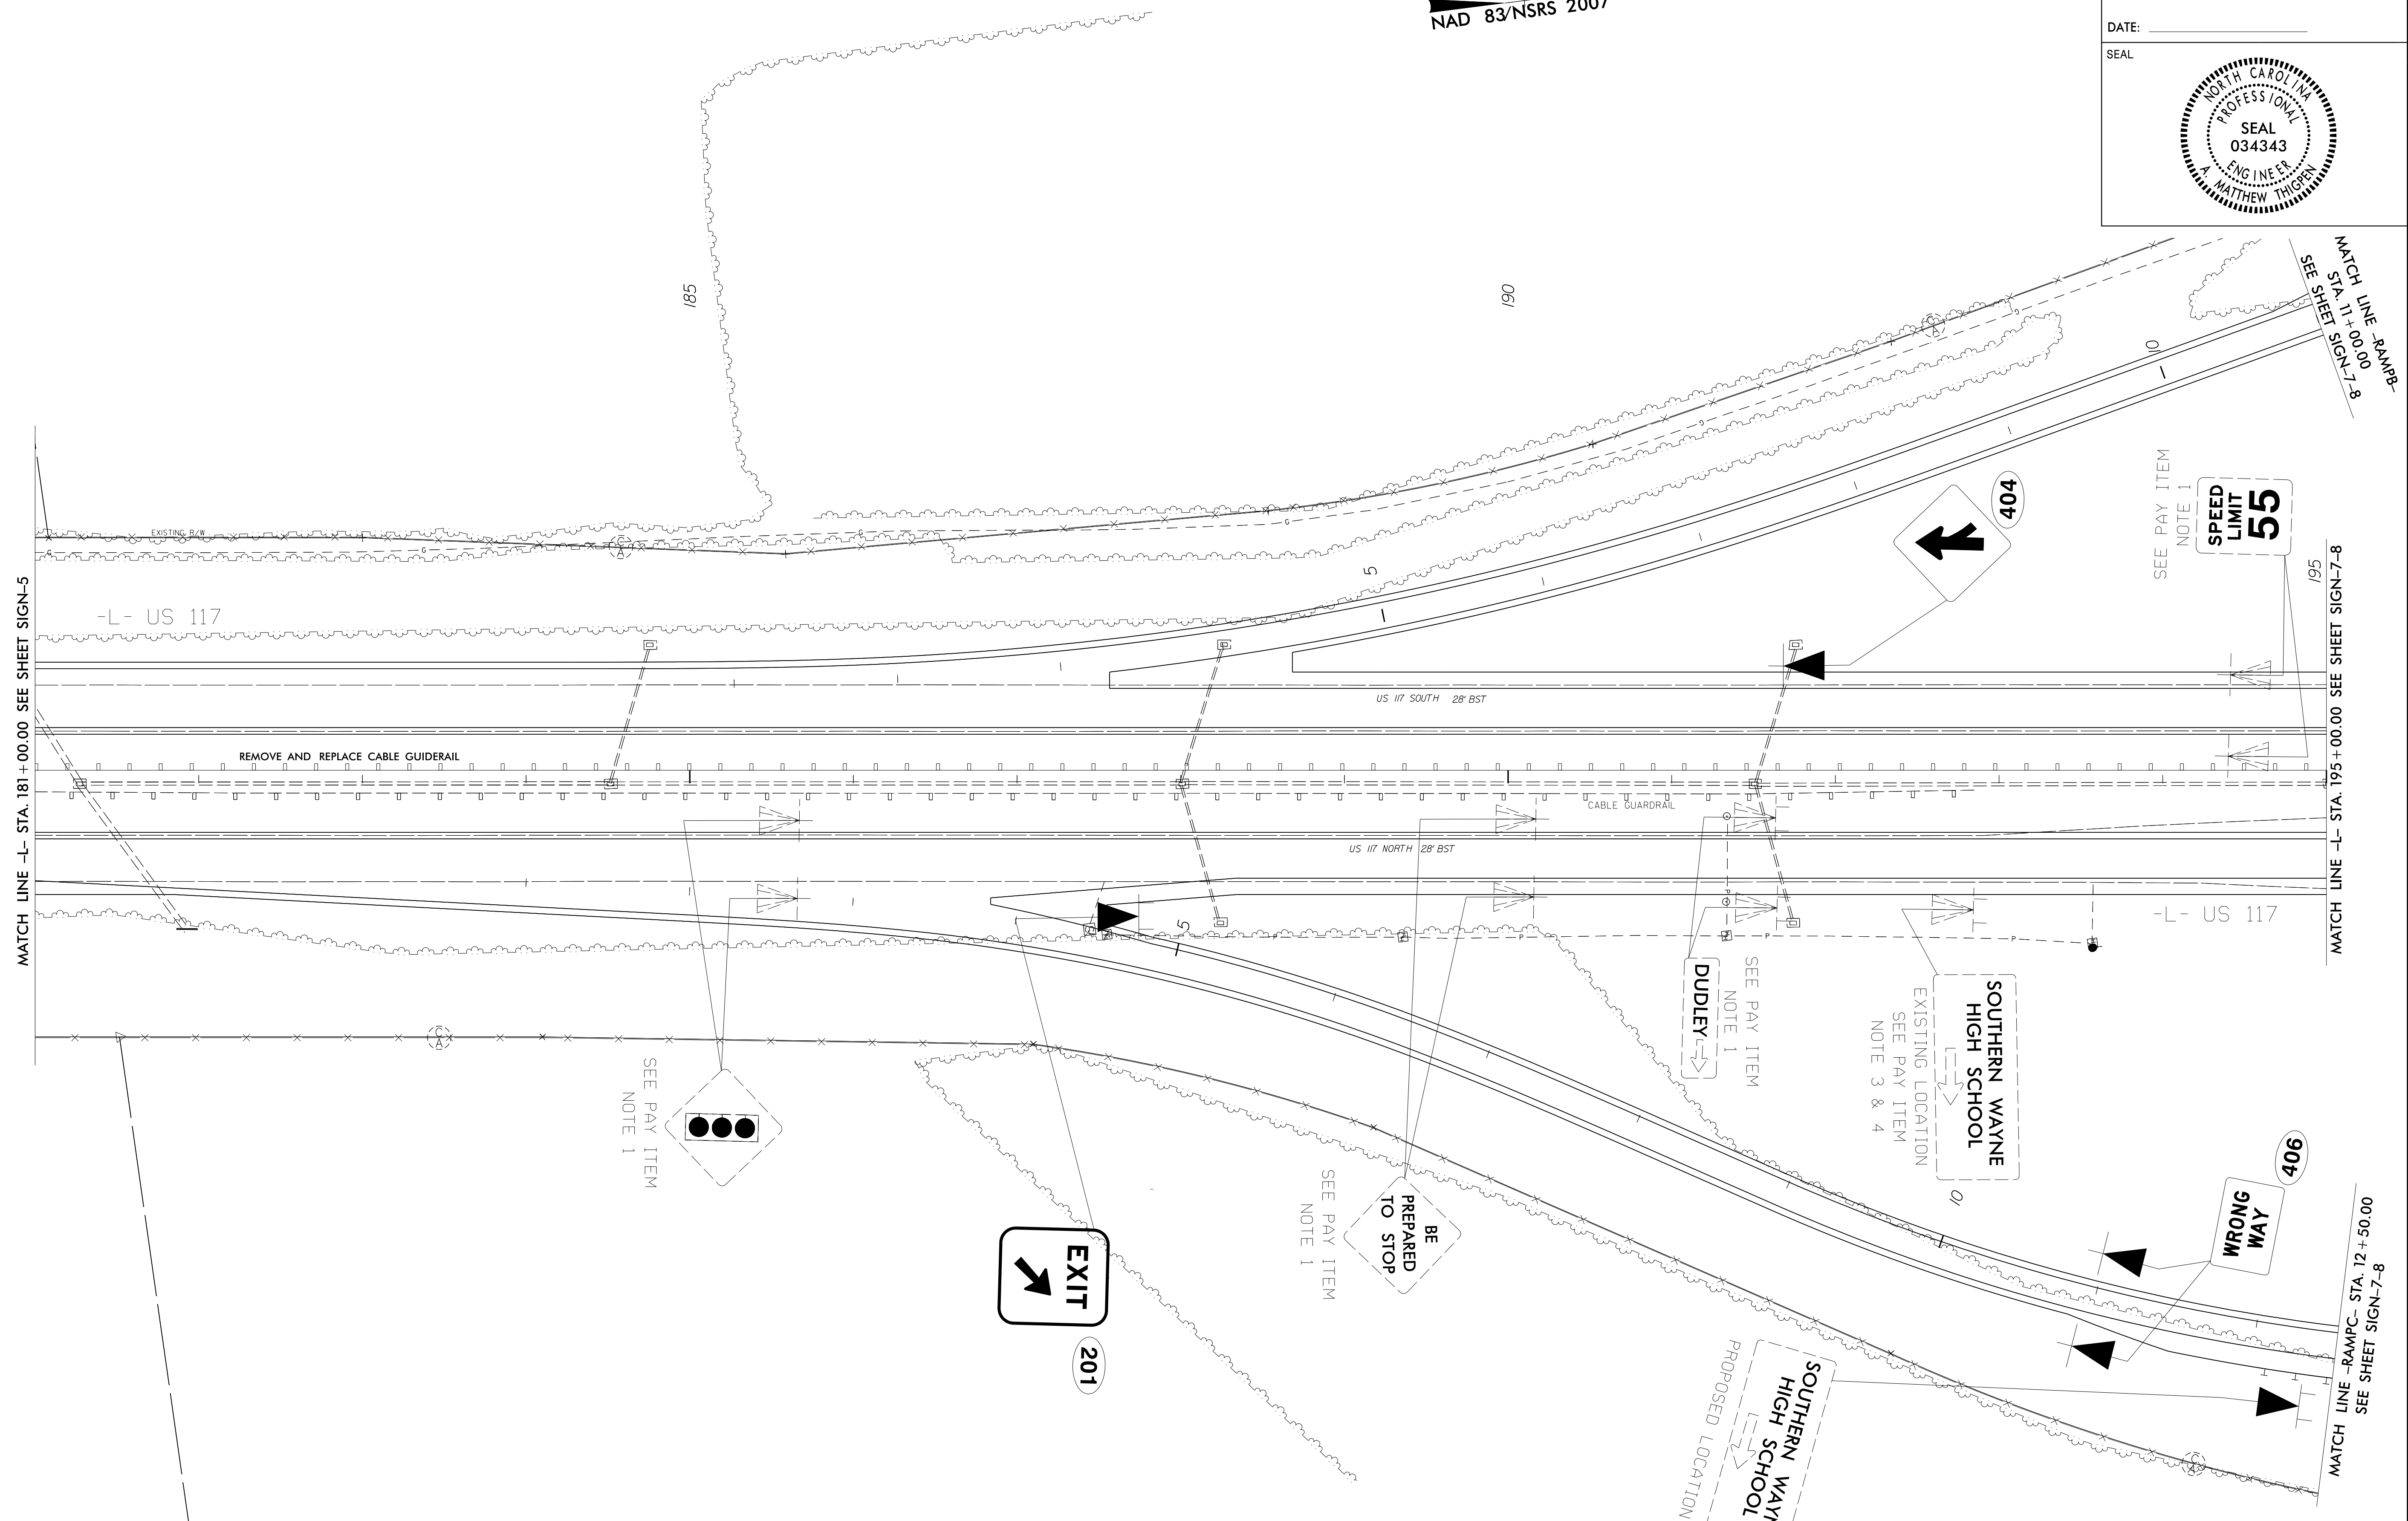 NAD 83/NSRS 2007
DATE:
SEAL
NORTH CAROLINA
PROFESSIONAL
SEAL
034343
ENGINEER
A. MATTHEW THIGPEN
MATCH LINE -RAMPB-
STA. 11+00.00
SEE SHEET SIGN-7-8
185
190
10
5
404
SEE PAY ITEM
NOTE 1
SPEED
LIMIT
55
195
MATCH LINE -L- STA. 195+00.00 SEE SHEET SIGN-7-8
EXISTING R/W
G
C
A
G
G
G
G
C
A
C
A
MATCH LINE -L- STA. 181+00.00 SEE SHEET SIGN-5
-L- US 117
US 117 SOUTH 28' BST
REMOVE AND REPLACE CABLE GUIDERAIL
CABLE GUARDRAIL
US 117 NORTH 28' BST
-L- US 117
5
P
P
P
P
P
P
DUDLEY
SEE PAY ITEM
NOTE 1
SOUTHERN WAYNE
HIGH SCHOOL
EXISTING LOCATION
SEE PAY ITEM
NOTE 3 & 4
C
A
SEE PAY ITEM
NOTE 1
BE
PREPARED
TO STOP
SEE PAY ITEM
NOTE 1
EXIT
201
10
WRONG
WAY
406
MATCH LINE -RAMPC- STA. 12+50.00
SEE SHEET SIGN-7-8
SOUTHERN WAYN
HIGH SCHOOL
PROPOSED LOCATION
C
A